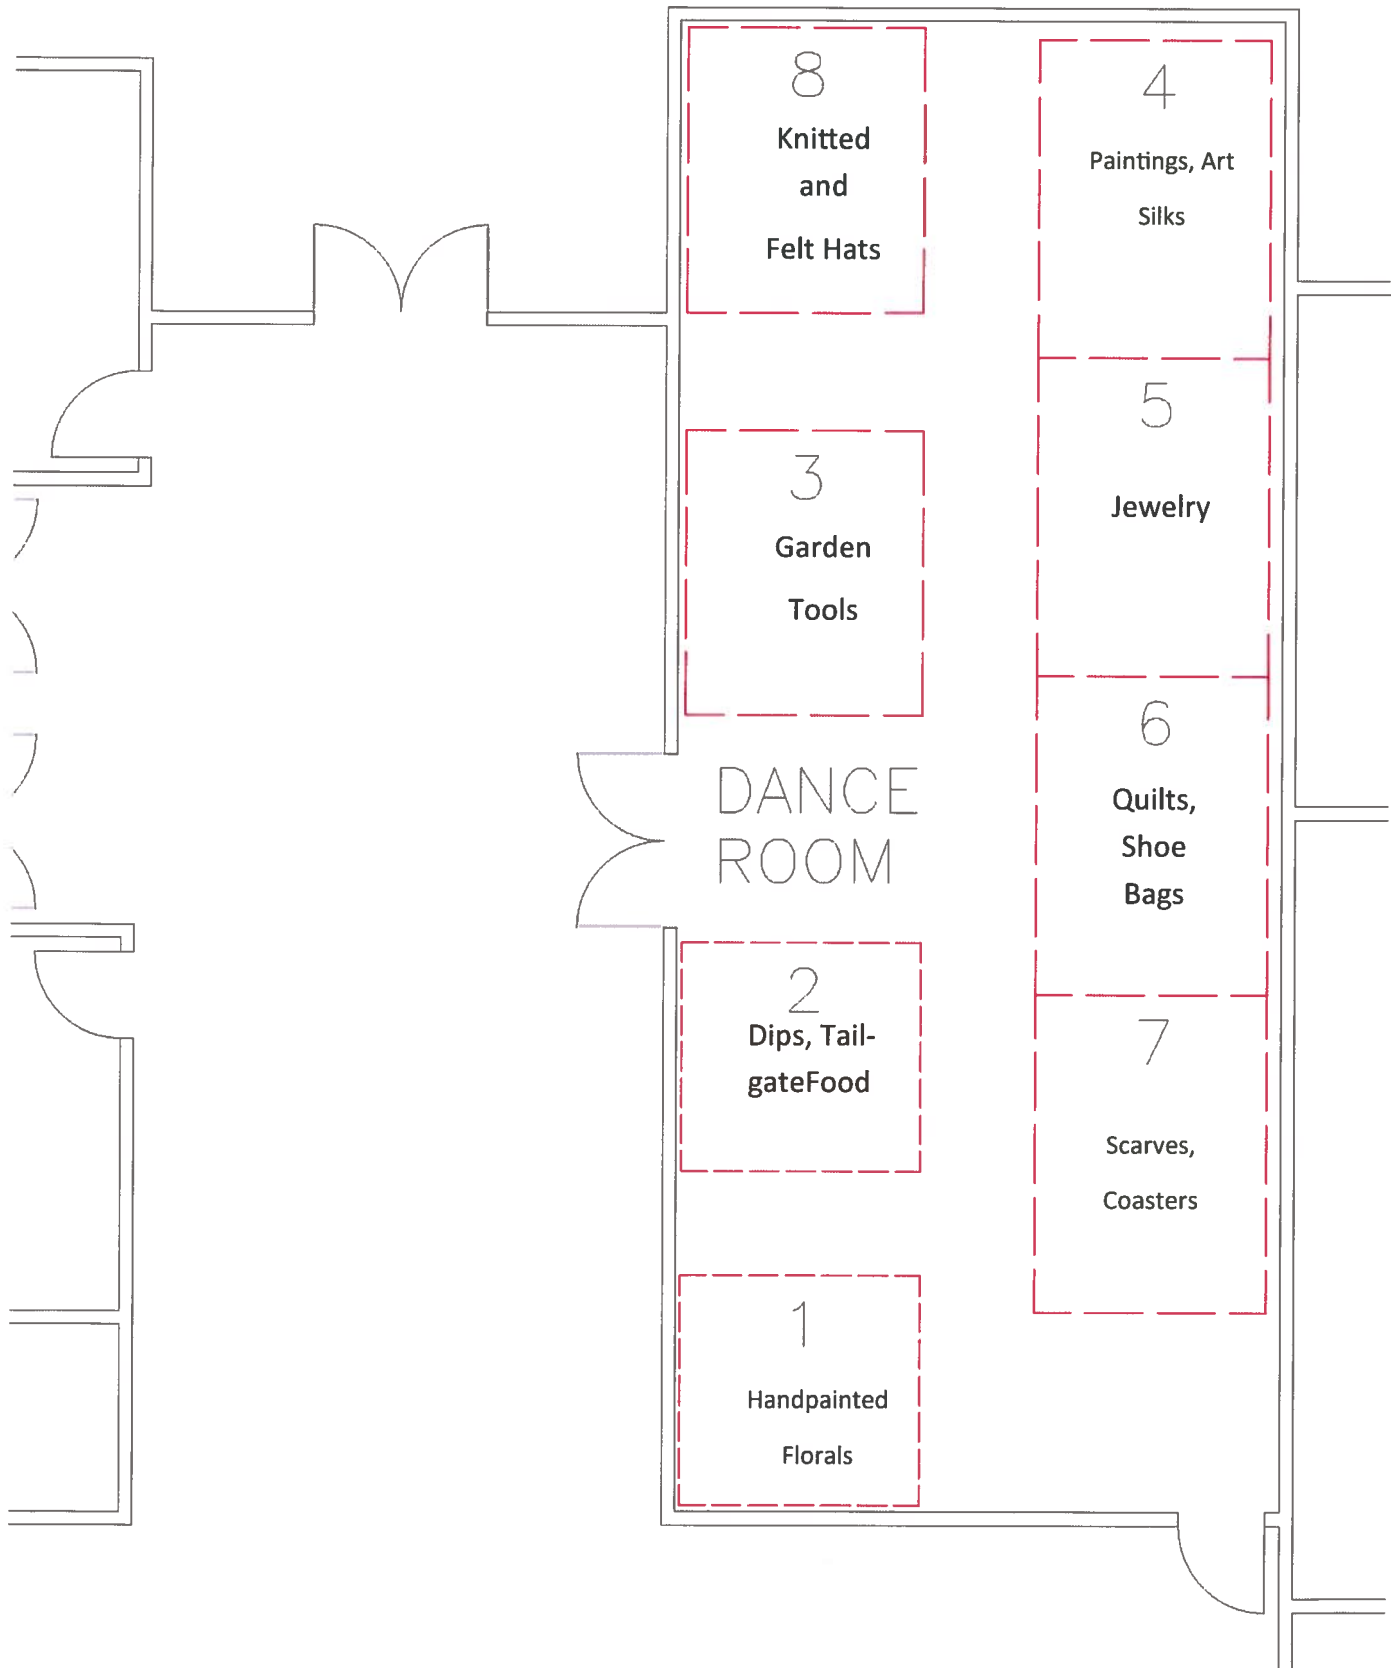 8
Knitted
and
Felt Hats
4
Paintings, Art
Silks
3
Garden
Tools
5
Jewelry
DANCE
ROOM
6
Quilts,
Shoe
Bags
2
Dips, Tail-
gateFood
7
Scarves,
Coasters
1
Handpainted
Florals